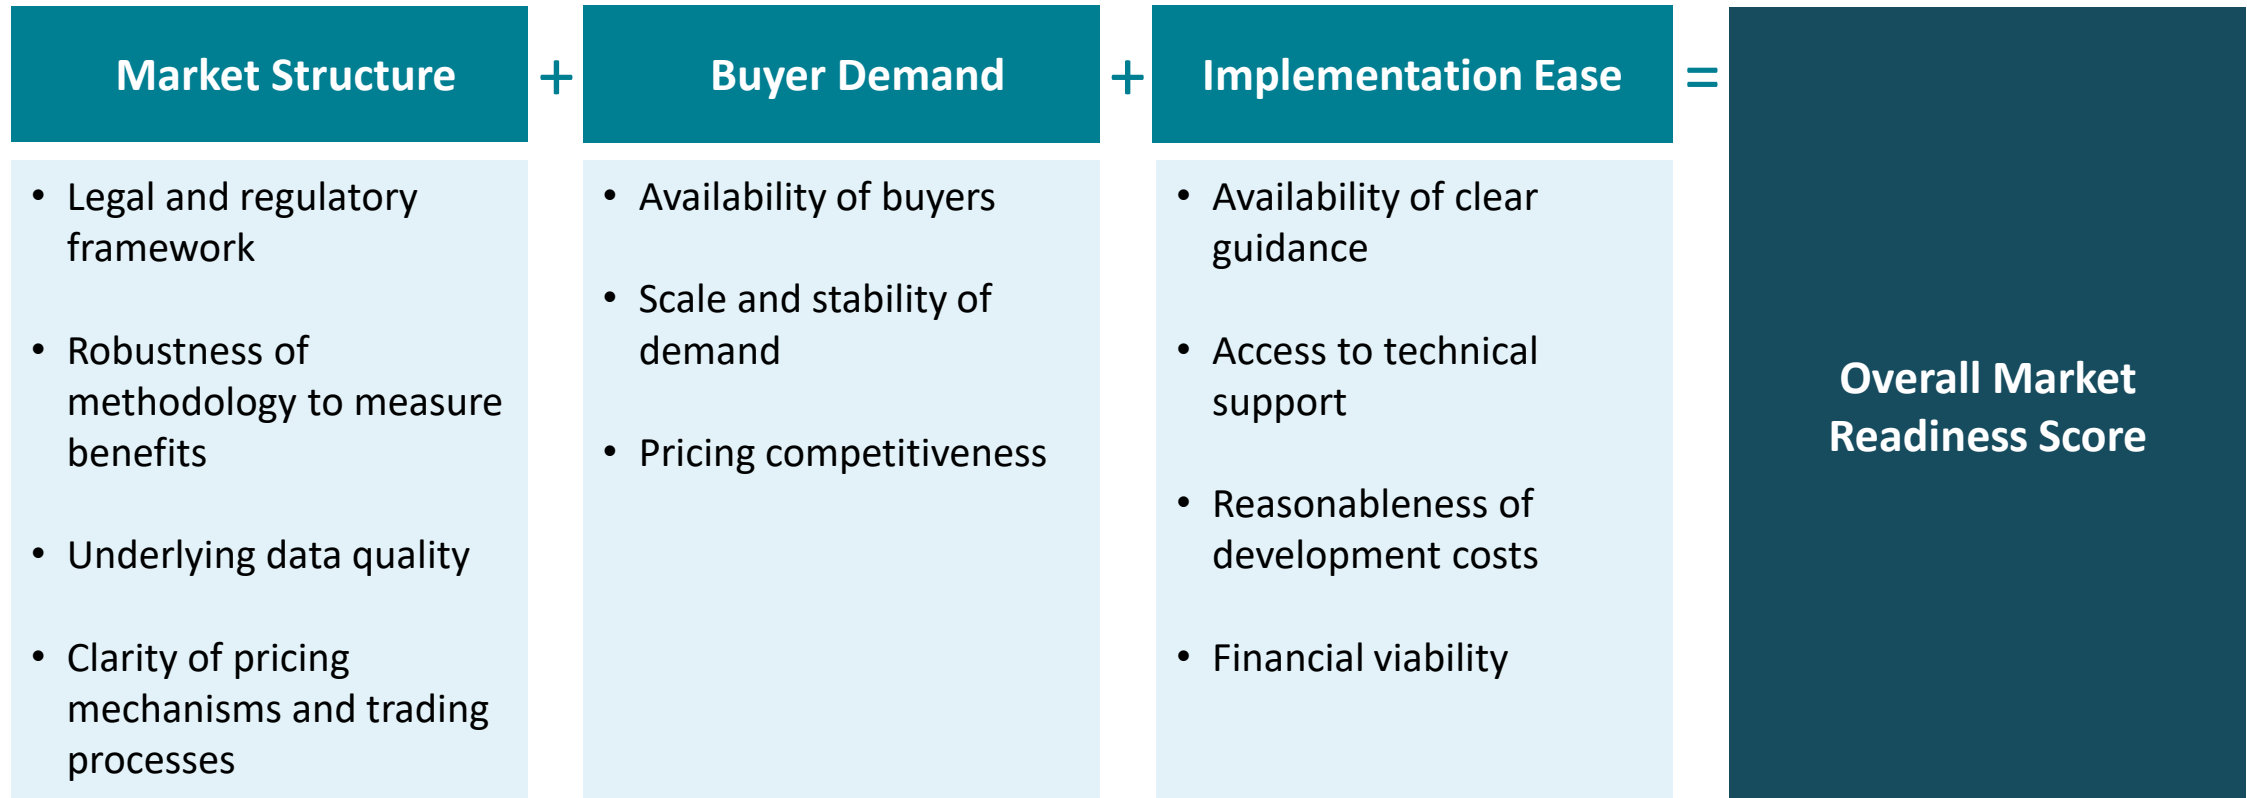 Market Structure
+
Buyer Demand
+
Implementation Ease
=
• Legal and regulatory
framework
• Robustness of
methodology to measure
benefits
• Underlying data quality
• Clarity of pricing
mechanisms and trading
processes
• Availability of buyers
• Scale and stability of
demand
• Pricing competitiveness
• Availability of clear
guidance
• Access to technical
support
• Reasonableness of
development costs
• Financial viability
Overall Market
Readiness Score